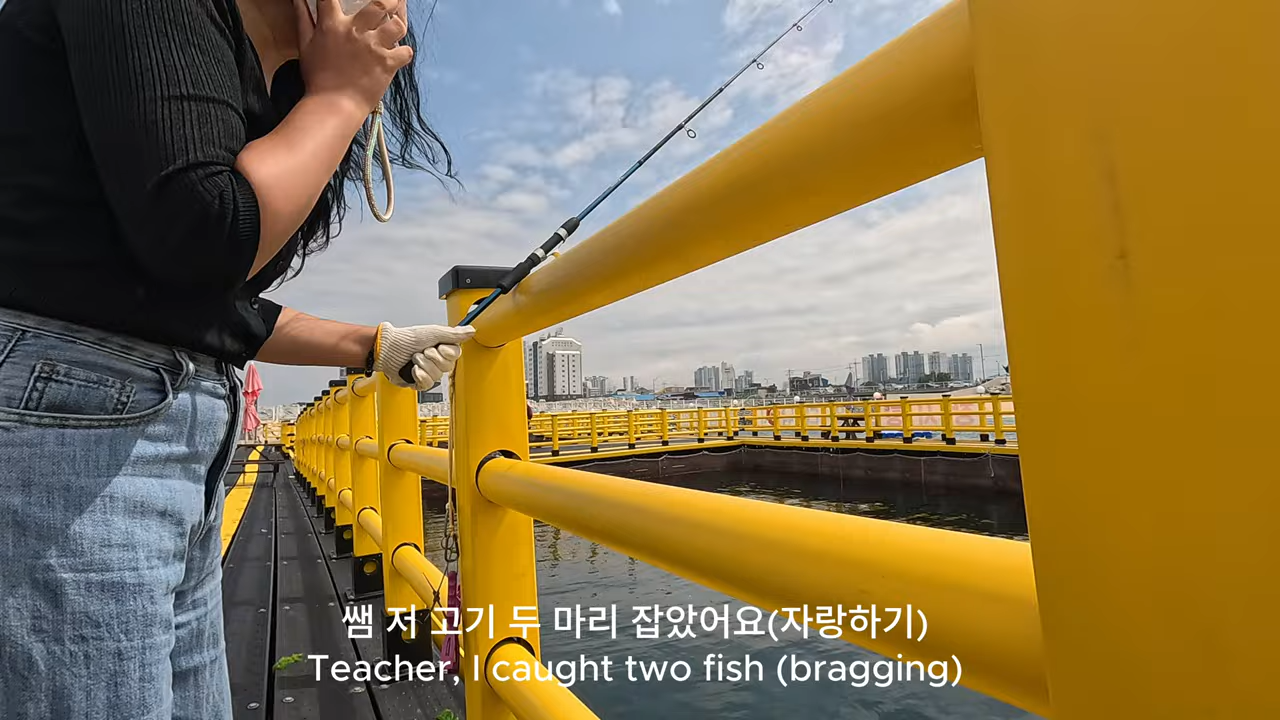 쌤 저 고기 두 마리 잡았어요(자랑하기)
Teacher, I caught two fish (bragging)